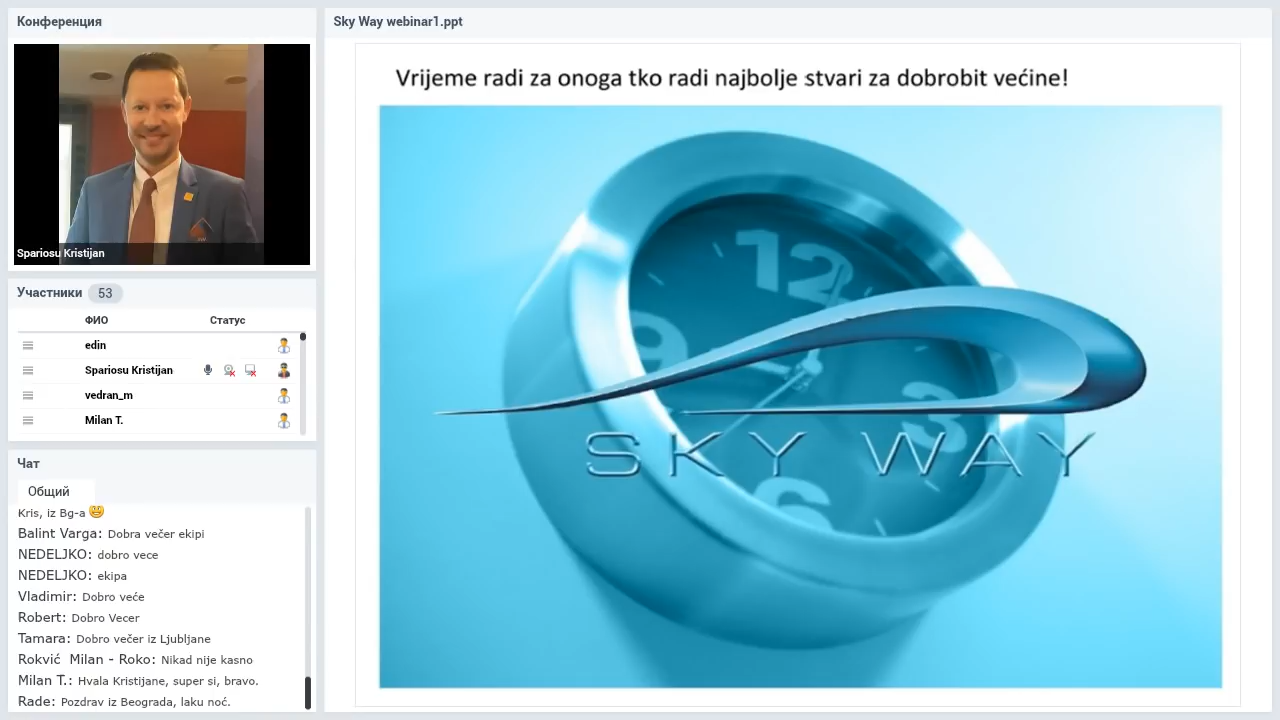 Конференция
Spariosu Kristijan
Участники 53
ФИО Статус
edin
Spariosu Kristijan
vedran_m
Milan T.
Чат
Общий
Kris, iz Bg-a
Balint Varga: Dobra večer ekipi
NEDELJKO: dobro vece
NEDELJKO: ekipa
Vladimir: Dobro veće
Robert: Dobro Vecer
Tamara: Dobro večer iz Ljubljane
Rokvić Milan - Roko: Nikad nije kasno
Milan T.: Hvala Kristijane, super si, bravo.
Rade: Pozdrav iz Beograda, laku noć.
Sky Way webinar1.ppt
Vrijeme radi za onoga tko radi najbolje stvari za dobrobit većine!
12
9
3
6
SKY WAY